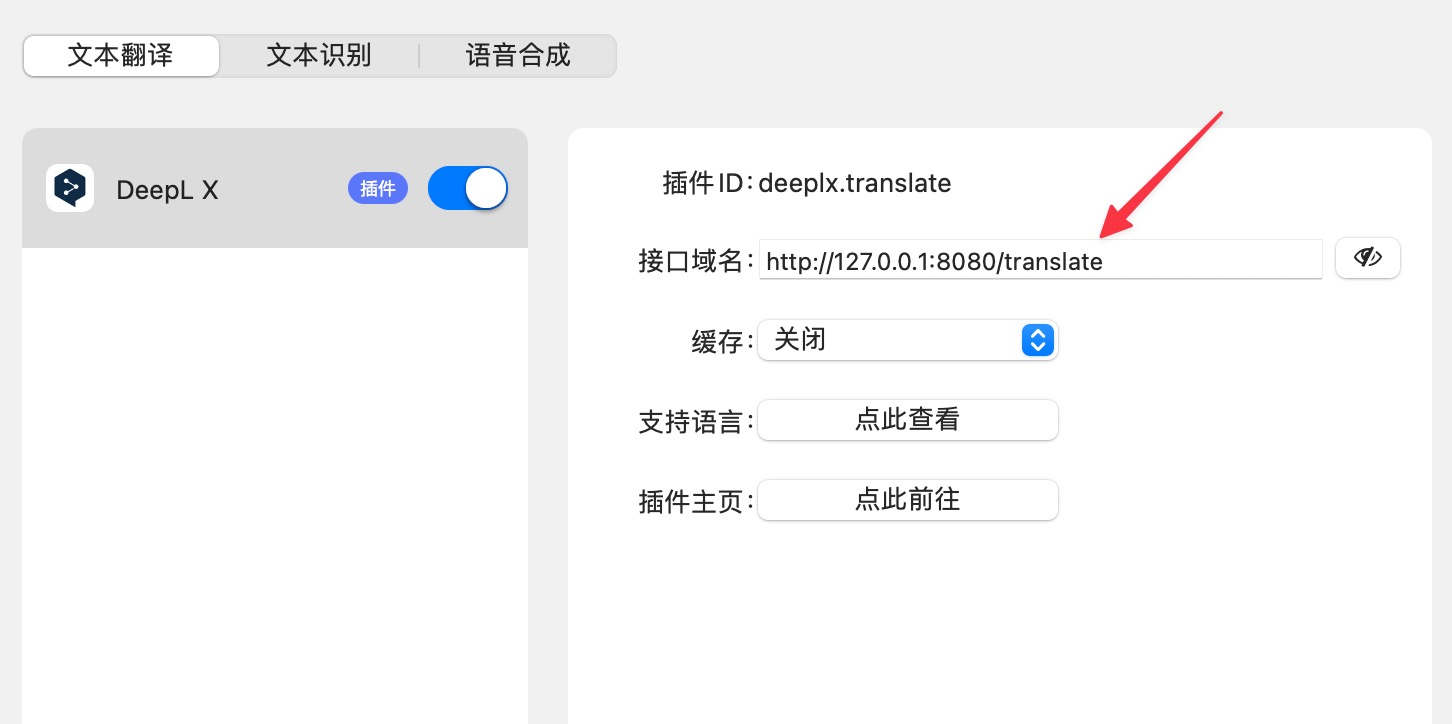 文本翻译 文本识别 语音合成
DeepL X 插件
插件ID: deeplx.translate
接口域名: http://127.0.0.1:8080/translate
缓存: 关闭
支持语言: 点此查看
插件主页: 点此前往